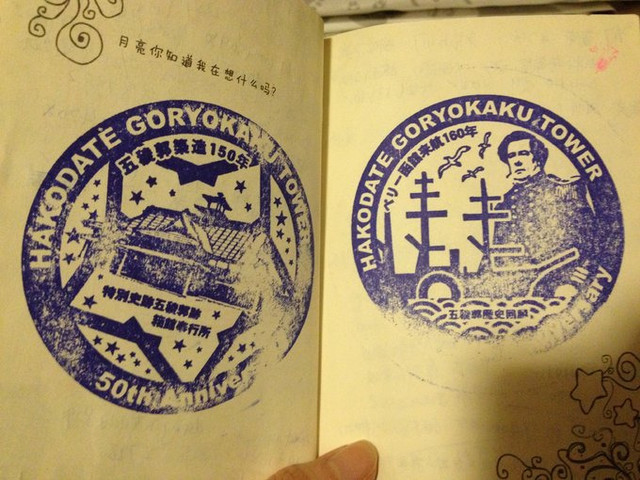 月亮你知道我在想什么吗?
HAKODATE GORYOKAKU TOWER
五稜郭築造150年
特別史跡五稜郭跡
箱館奉行所
50th Anniver
HAKODATE GORYOKAKU TOWER
ペリー函館来航160年
五稜郭歴史回廊
ersary